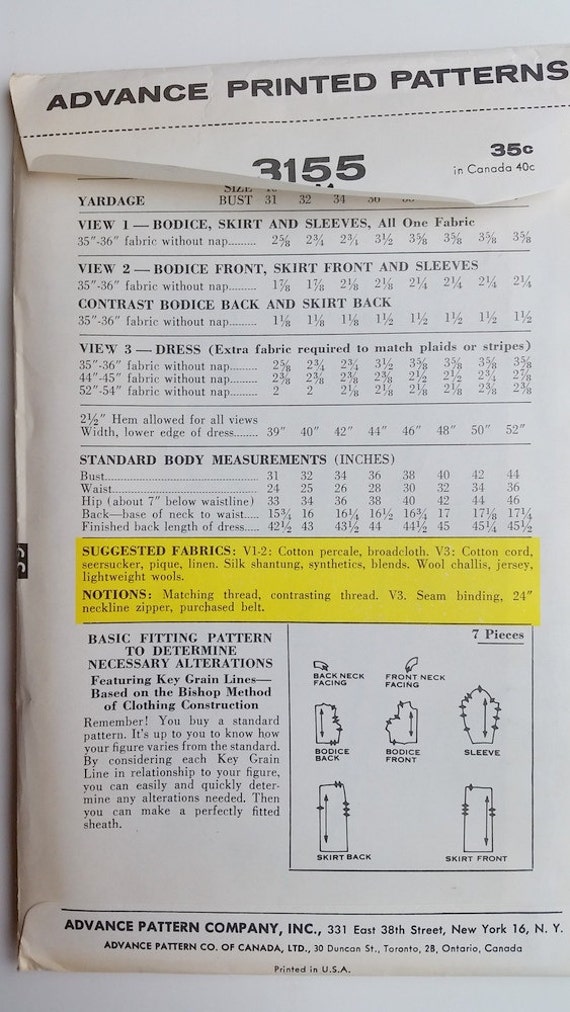 ADVANCE PRINTED PATTERNS
3155
35c
in Canada 40c
SIZE
YARDAGE BUST 31 32 34 36
VIEW 1 — BODICE, SKIRT AND SLEEVES, All One Fabric
35"-36" fabric without nap......... 2⅝ 2¾ 2¾ 3½ 3⅝ 3⅝ 3⅝ 3⅝
VIEW 2 — BODICE FRONT, SKIRT FRONT AND SLEEVES
35"-36" fabric without nap......... 1⅞ 1⅞ 2⅛ 2⅛ 2¼ 2¼ 2¼ 2¼
CONTRAST BODICE BACK AND SKIRT BACK
35"-36" fabric without nap......... 1⅛ 1⅛ 1⅛ 1½ 1½ 1½ 1½ 1½
VIEW 3 — DRESS (Extra fabric required to match plaids or stripes)
35"-36" fabric without nap......... 2⅝ 2¾ 2¾ 3½ 3⅝ 3⅝ 3⅝ 3⅝
44"-45" fabric without nap......... 2⅜ 2⅜ 2⅜ 2⅜ 2½ 2½ 2¾ 2⅞
52"-54" fabric without nap......... 2 2 2⅛ 2⅛ 2⅛ 2¼ 2⅜ 2⅜
2½" Hem allowed for all views
Width, lower edge of dress........ 39" 40" 42" 44" 46" 48" 50" 52"
STANDARD BODY MEASUREMENTS (INCHES)
Bust 31 32 34 36 38 40 42 44
Waist 24 25 26 28 30 32 34 36
Hip (about 7" below waistline) 33 34 36 38 40 42 44 46
Back—base of neck to waist..... 15¾ 16 16¼ 16½ 16¾ 17 17⅛ 17¼
Finished back length of dress..... 42½ 43 43½ 44 44½ 45 45¼ 45½
SUGGESTED FABRICS: V1-2: Cotton percale, broadcloth. V3: Cotton cord,
seersucker, pique, linen. Silk shantung, synthetics, blends. Wool challis, jersey,
lightweight wools.
NOTIONS: Matching thread, contrasting thread. V3. Seam binding, 24"
neckline zipper, purchased belt.
BASIC FITTING PATTERN
TO DETERMINE
NECESSARY ALTERATIONS
Featuring Key Grain Lines—
Based on the Bishop Method
of Clothing Construction
Remember! You buy a standard
pattern. It's up to you to know how
your figure varies from the standard.
By considering each Key Grain
Line in relationship to your figure,
you can easily and quickly deter-
mine any alterations needed. Then
you can make a perfectly fitted
sheath.
7 Pieces
BACK NECK
FACING
FRONT NECK
FACING
BODICE
BACK
BODICE
FRONT
SLEEVE
SKIRT BACK
SKIRT FRONT
ADVANCE PATTERN COMPANY, INC., 331 East 38th Street, New York 16, N. Y.
ADVANCE PATTERN CO. OF CANADA, LTD., 30 Duncan St., Toronto, 2B, Ontario, Canada
Printed in U.S.A.